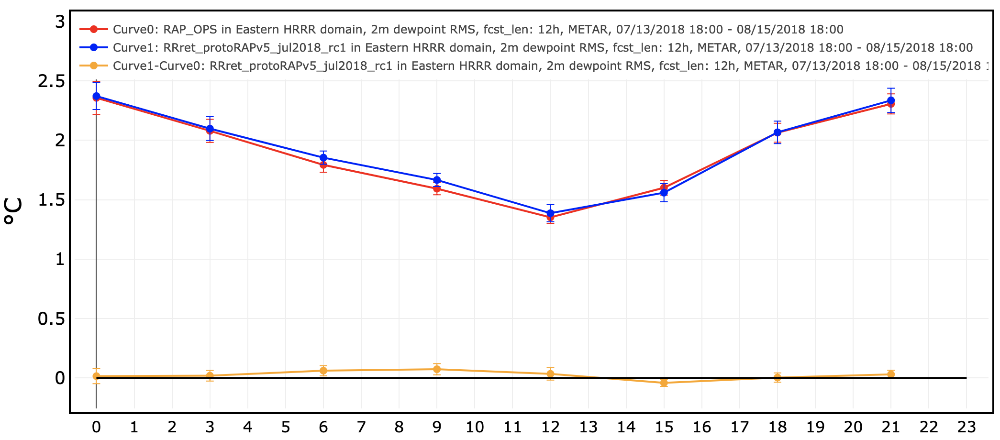 Curve0: RAP_OPS in Eastern HRRR domain, 2m dewpoint RMS, fcst_len: 12h, METAR, 07/13/2018 18:00 - 08/15/2018 18:00
Curve1: RRret_protoRAPv5_jul2018_rc1 in Eastern HRRR domain, 2m dewpoint RMS, fcst_len: 12h, METAR, 07/13/2018 18:00 - 08/15/2018 18:00
Curve1-Curve0: RRret_protoRAPv5_jul2018_rc1 in Eastern HRRR domain, 2m dewpoint RMS, fcst_len: 12h, METAR, 07/13/2018 18:00 - 08/15/2018 1
3
2.5
2
1.5
1
0.5
0
°C
0 1 2 3 4 5 6 7 8 9 10 11 12 13 14 15 16 17 18 19 20 21 22 23